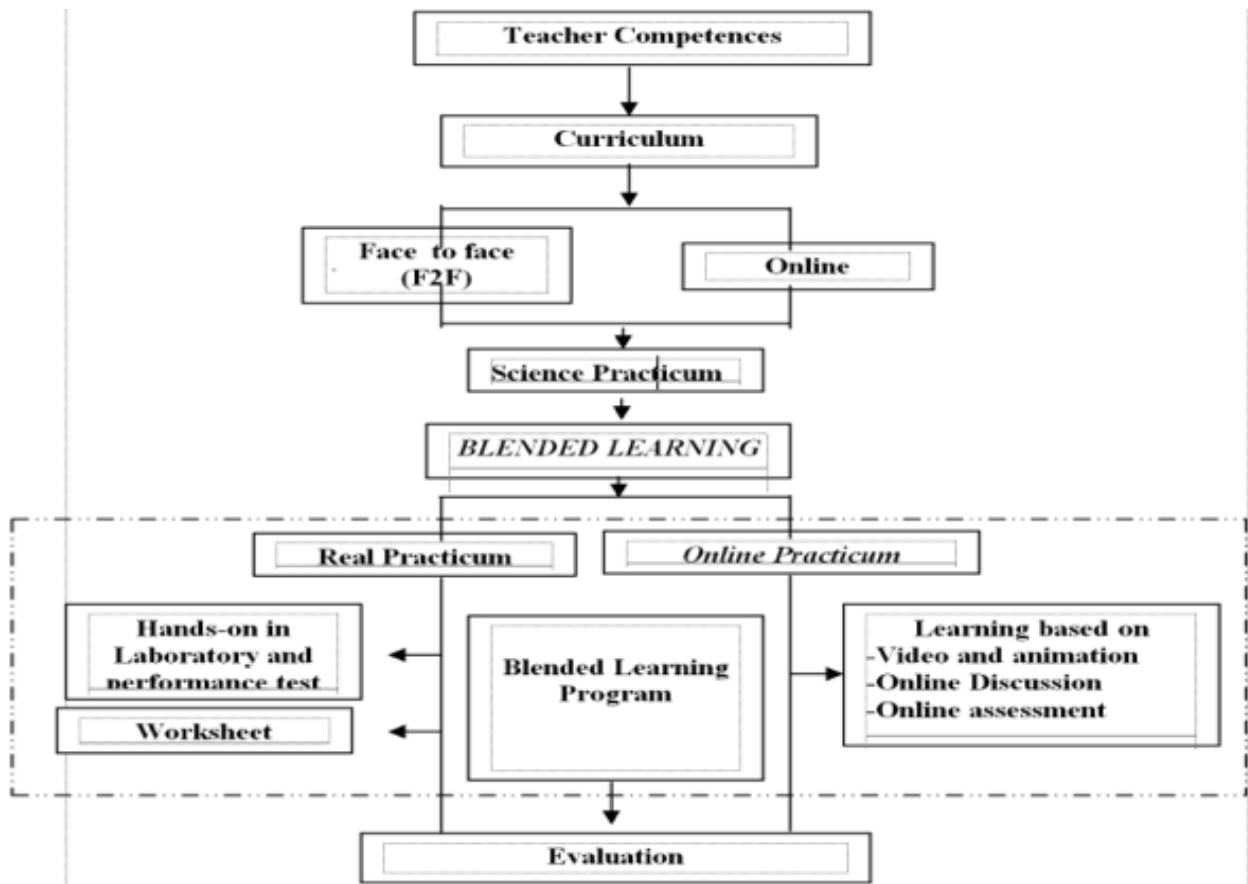 Teacher Competences
Curriculum
Face to face
(F2F)
Online
Science Practicum
BLENDED LEARNING
Real Practicum
Online Practicum
Hands-on in
Laboratory and
performance test
Worksheet
Blended Learning
Program
Learning based on
-Video and animation
-Online Discussion
-Online assessment
Evaluation